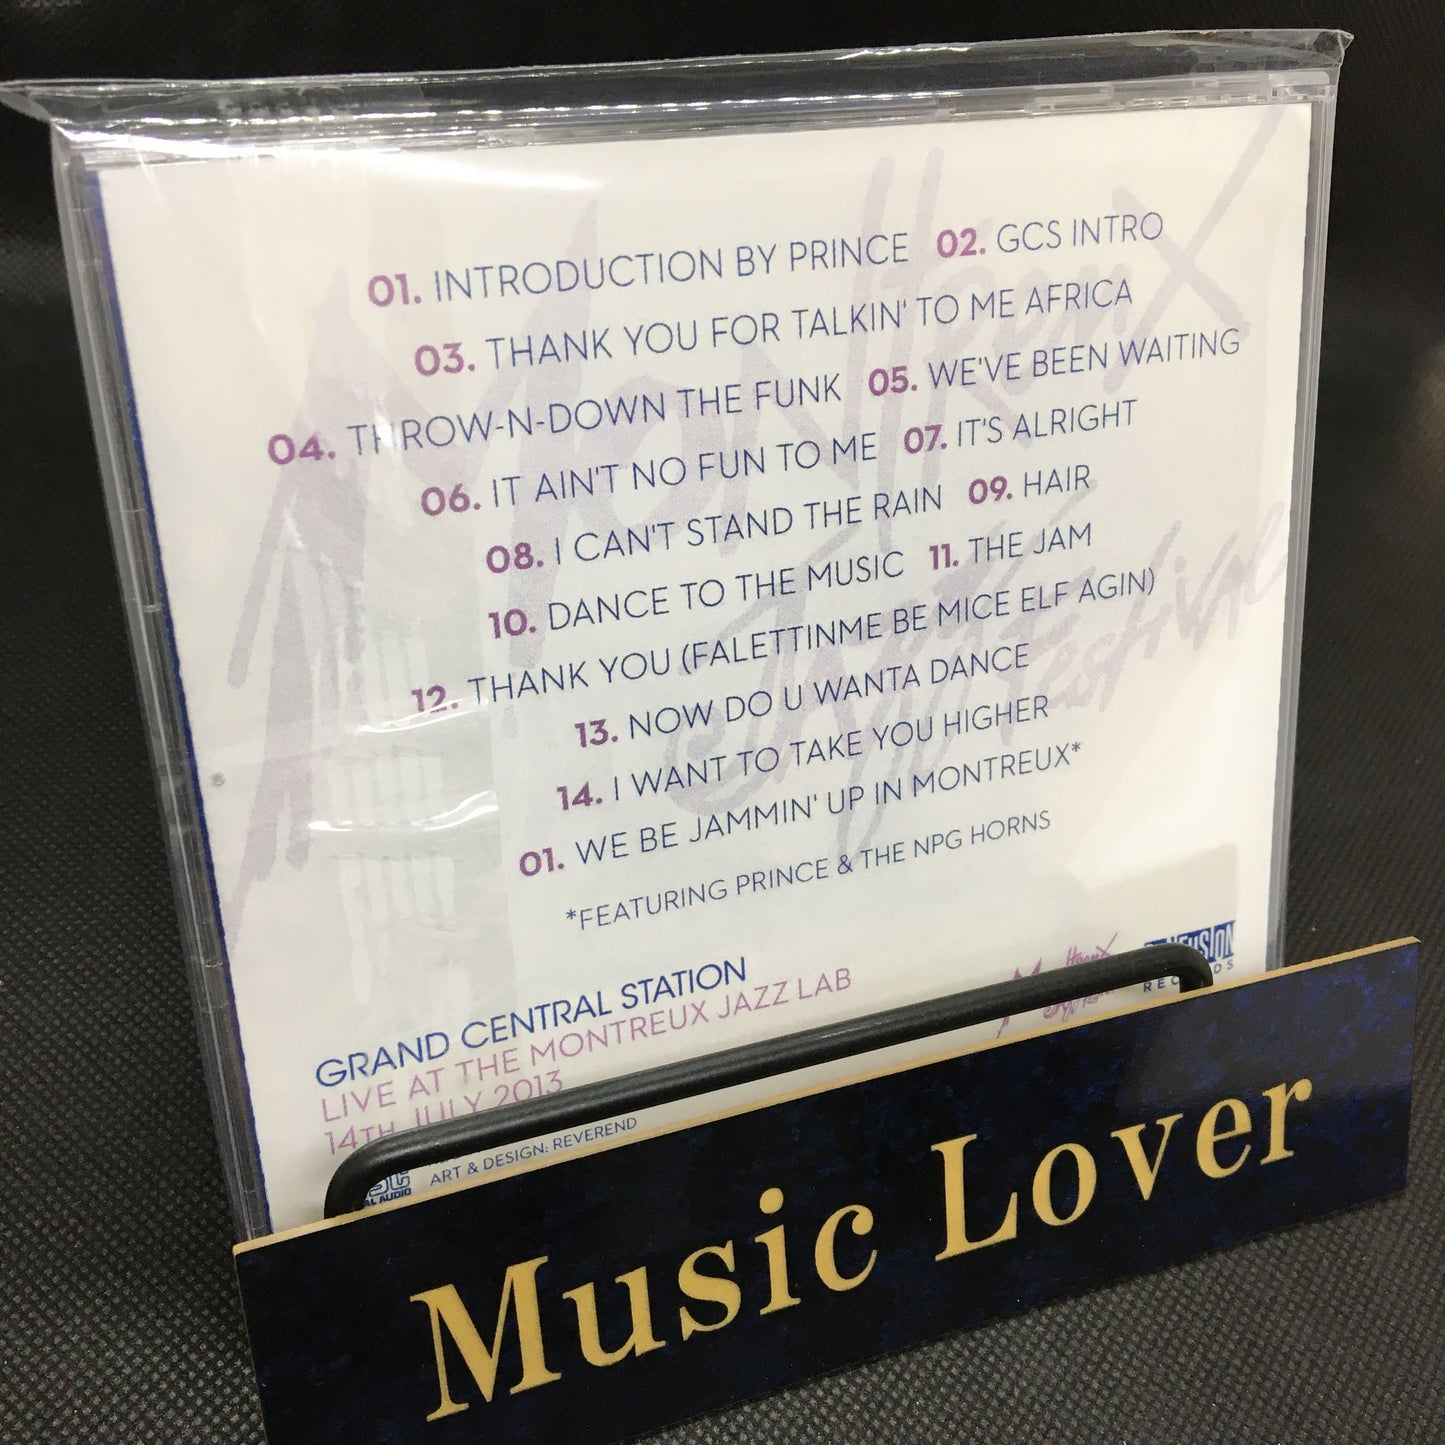 01. INTRODUCTION BY PRINCE 02. GCS INTRO
03. THANK YOU FOR TALKIN' TO ME AFRICA
04. THROW-N-DOWN THE FUNK 05. WE'VE BEEN WAITING
06. IT AIN'T NO FUN TO ME 07. IT'S ALRIGHT
08. I CAN'T STAND THE RAIN 09. HAIR
10. DANCE TO THE MUSIC 11. THE JAM
12. THANK YOU (FALETTINME BE MICE ELF AGIN)
13. NOW DO U WANTA DANCE
14. I WANT TO TAKE YOU HIGHER
01. WE BE JAMMIN' UP IN MONTREUX*
*FEATURING PRINCE & THE NPG HORNS
GRAND CENTRAL STATION
LIVE AT THE MONTREUX JAZZ LAB
14TH JULY 2013
ART & DESIGN: REVEREND
AUDIO
Montreux
Festival
Music Lover